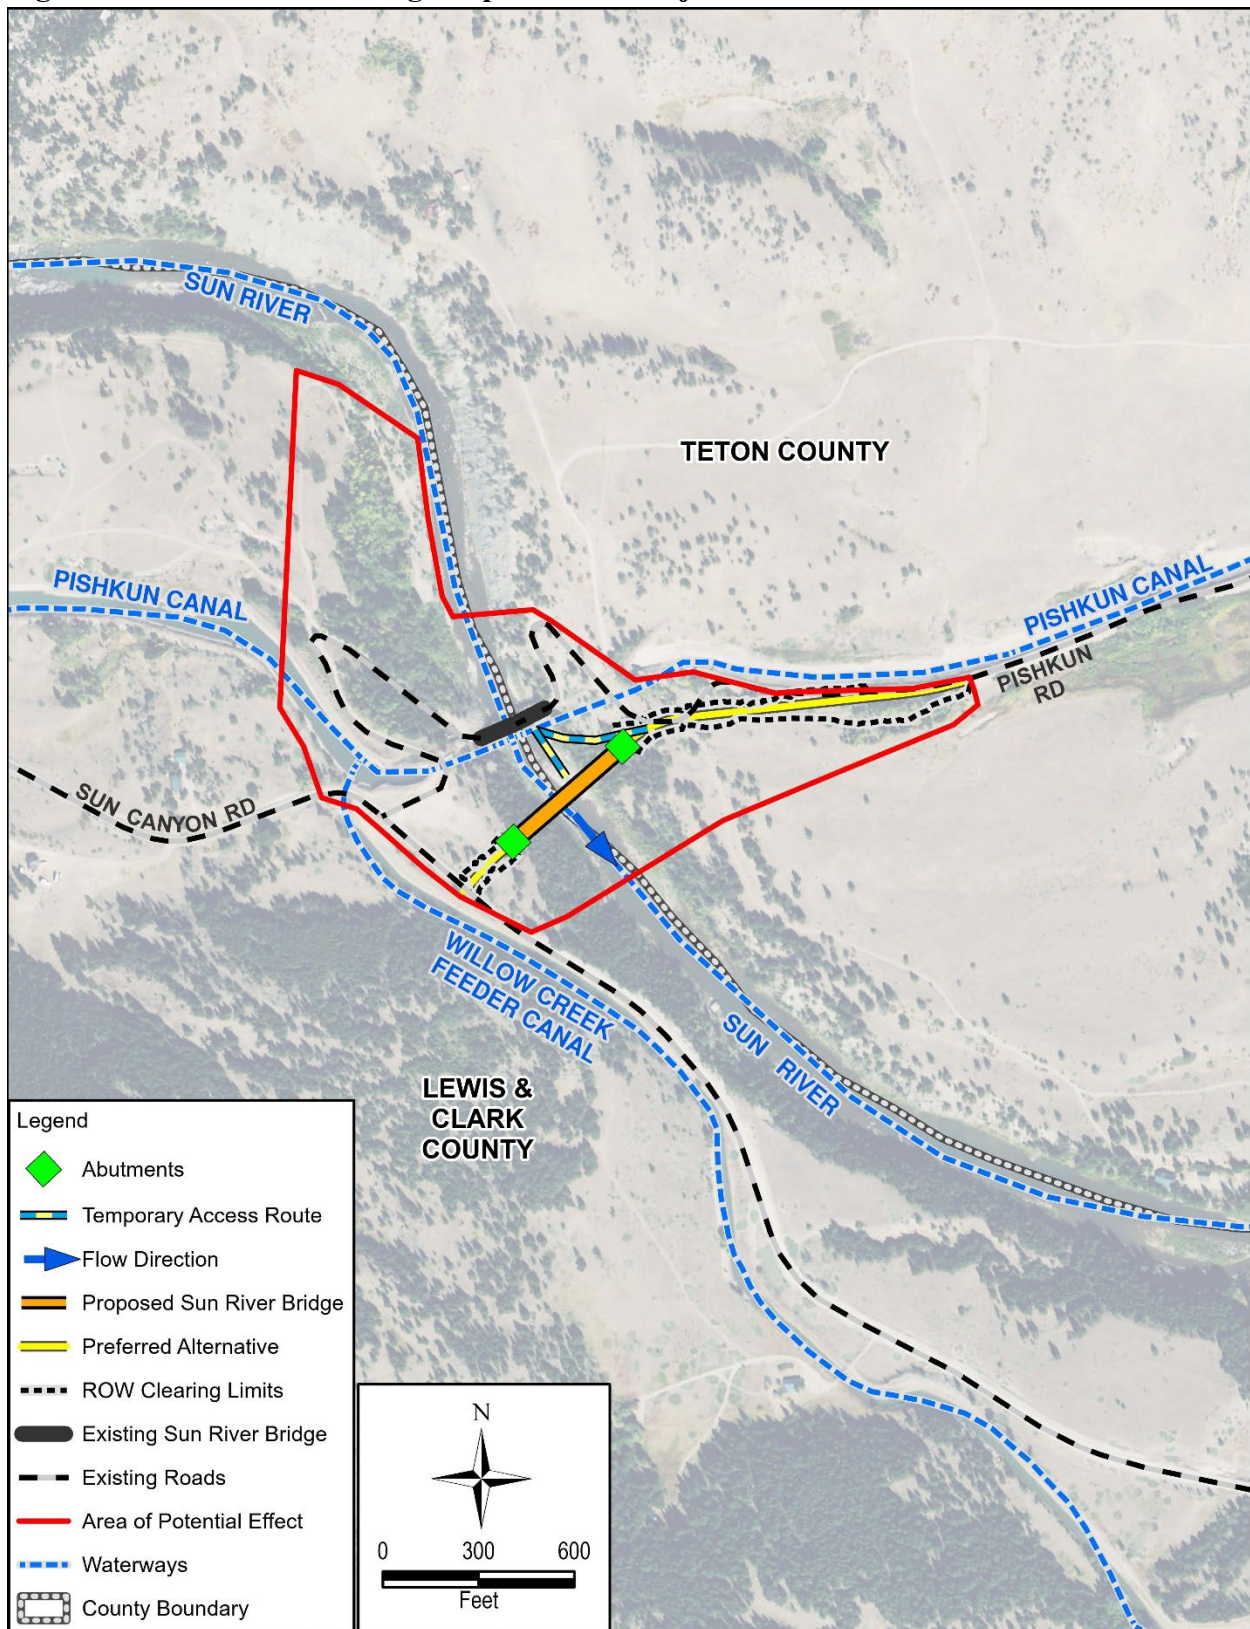 SUN RIVER
TETON COUNTY
PISHKUN CANAL
PISHKUN CANAL
PISHKUN
RD
SUN CANYON RD
WILLOW CREEK
FEEDER CANAL
SUN RIVER
LEWIS &
CLARK
COUNTY
Legend
Abutments
Temporary Access Route
Flow Direction
Proposed Sun River Bridge
Preferred Alternative
ROW Clearing Limits
Existing Sun River Bridge
Existing Roads
Area of Potential Effect
Waterways
County Boundary
N
0 300 600
Feet